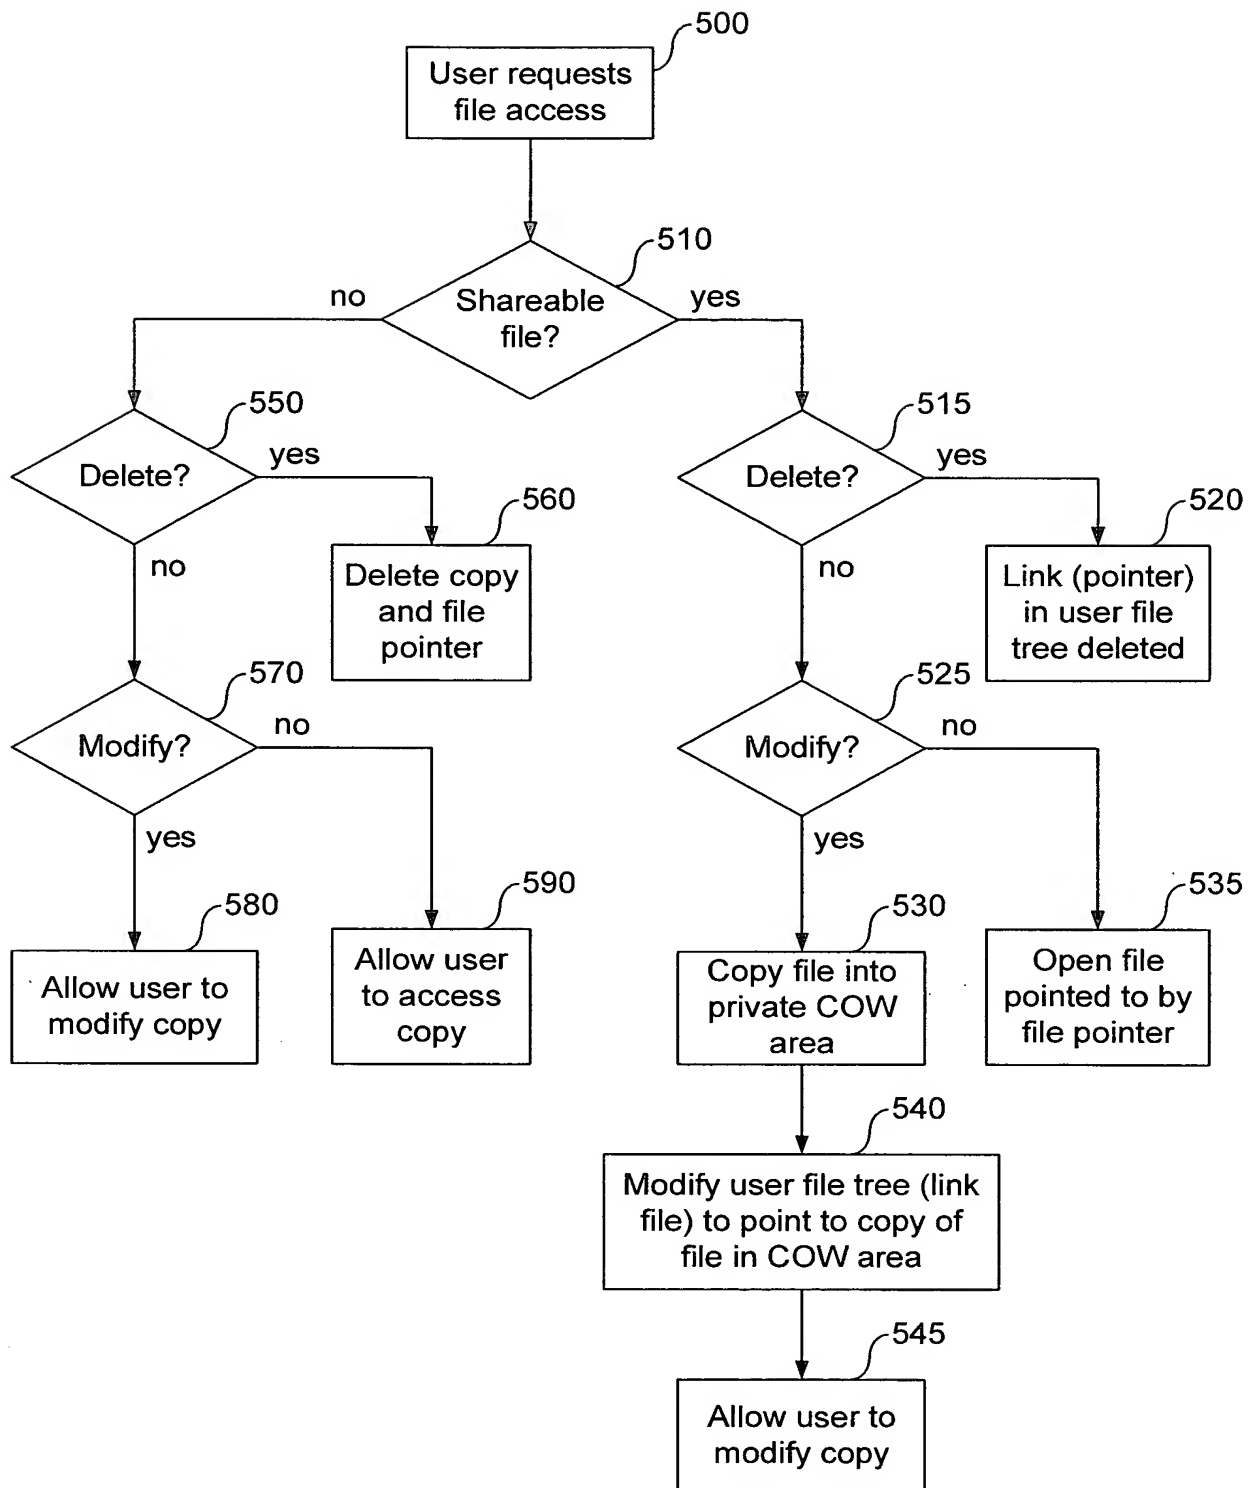 500
User requests
file access
510
Shareable
file?
no
yes
550
Delete?
yes
no
560
Delete copy
and file
pointer
515
Delete?
yes
no
520
Link (pointer)
in user file
tree deleted
570
Modify?
no
yes
525
Modify?
no
yes
580
Allow user to
modify copy
590
Allow user
to access
copy
530
Copy file into
private COW
area
535
Open file
pointed to by
file pointer
540
Modify user file tree (link
file) to point to copy of
file in COW area
545
Allow user to
modify copy